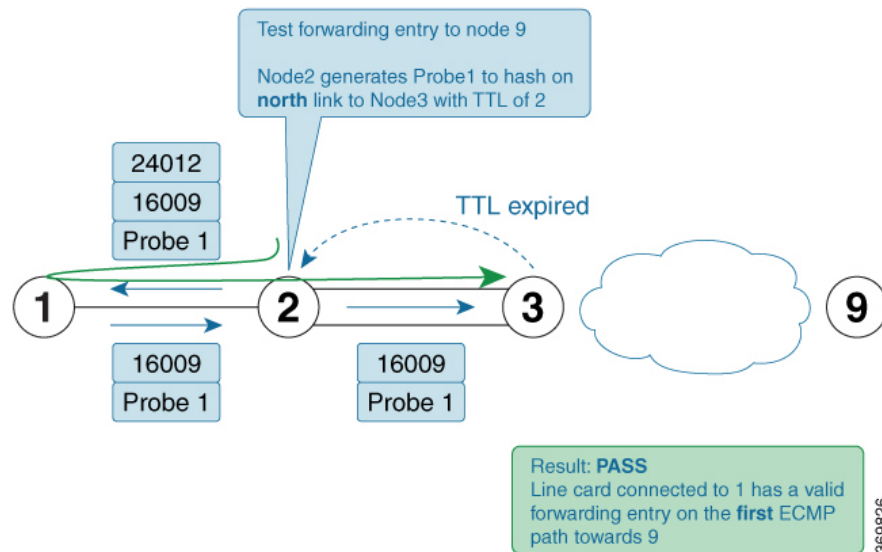 Test forwarding entry to node 9
Node2 generates Probe1 to hash on
north link to Node3 with TTL of 2
24012
16009
Probe 1
TTL expired
1
2
3
9
16009
Probe 1
16009
Probe 1
Result: PASS
Line card connected to 1 has a valid
forwarding entry on the first ECMP
path towards 9